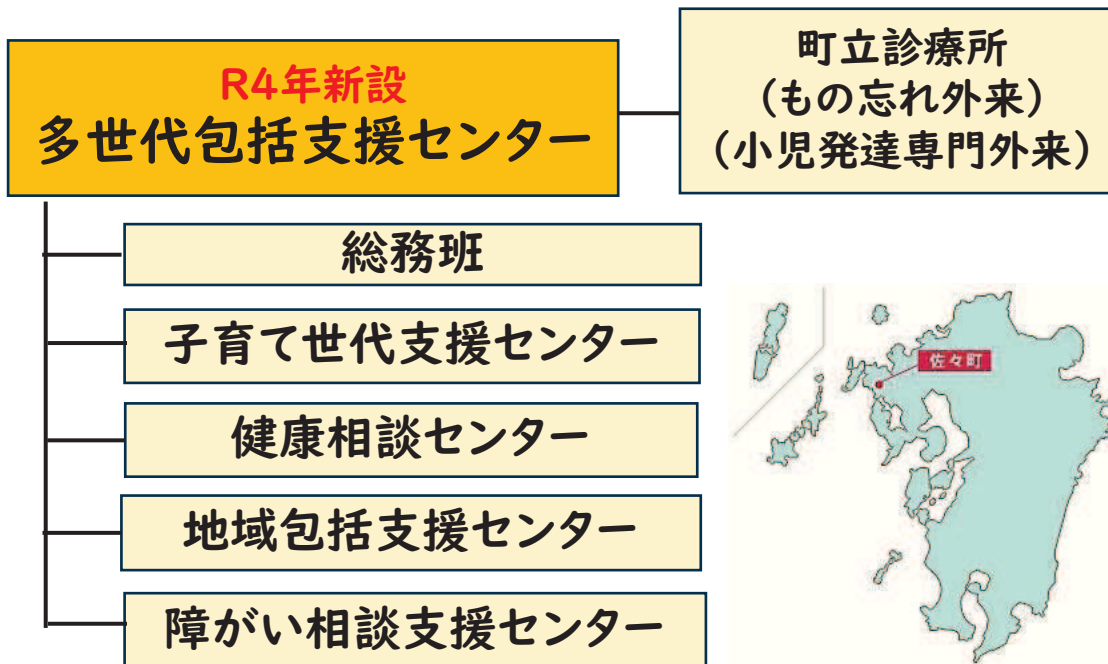 R4年新設
多世代包括支援センター
町立診療所
(もの忘れ外来)
(小児発達専門外来)
総務班
子育て世代支援センター
健康相談センター
地域包括支援センター
障がい相談支援センター
佐々町